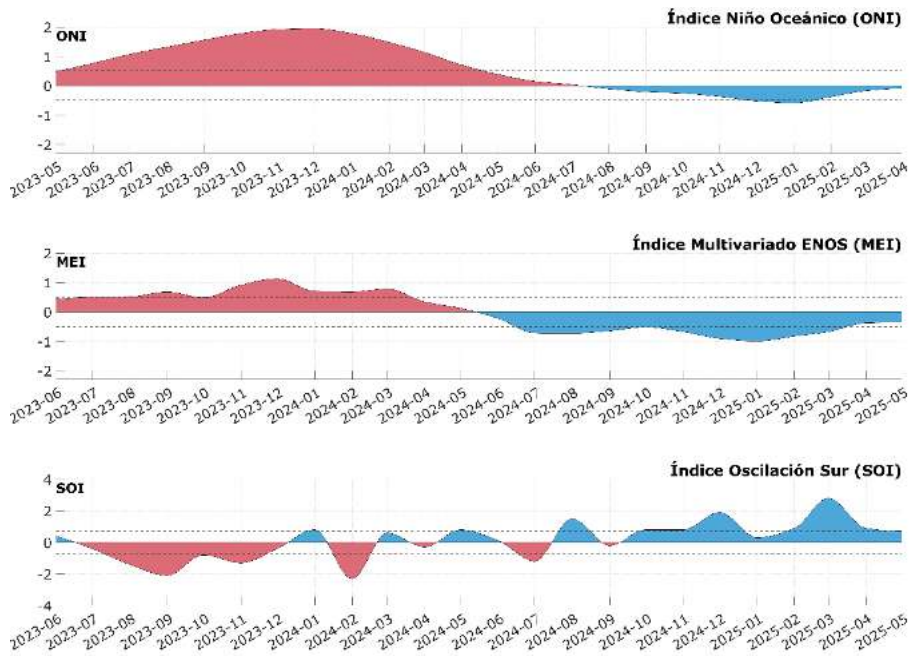 Índice Niño Oceánico (ONI)
ONI
2
1
0
-1
-2
2023-05 2023-06 2023-07 2023-08 2023-09 2023-10 2023-11 2023-12 2024-01 2024-02 2024-03 2024-04 2024-05 2024-06 2024-07 2024-08 2024-09 2024-10 2024-11 2024-12 2025-01 2025-02 2025-03 2025-04
Índice Multivariado ENOS (MEI)
MEI
2
1
0
-1
-2
2023-06 2023-07 2023-08 2023-09 2023-10 2023-11 2023-12 2024-01 2024-02 2024-03 2024-04 2024-05 2024-06 2024-07 2024-08 2024-09 2024-10 2024-11 2024-12 2025-01 2025-02 2025-03 2025-04 2025-05
Índice Oscilación Sur (SOI)
SOI
4
2
0
-2
-4
2023-06 2023-07 2023-08 2023-09 2023-10 2023-11 2023-12 2024-01 2024-02 2024-03 2024-04 2024-05 2024-06 2024-07 2024-08 2024-09 2024-10 2024-11 2024-12 2025-01 2025-02 2025-03 2025-04 2025-05